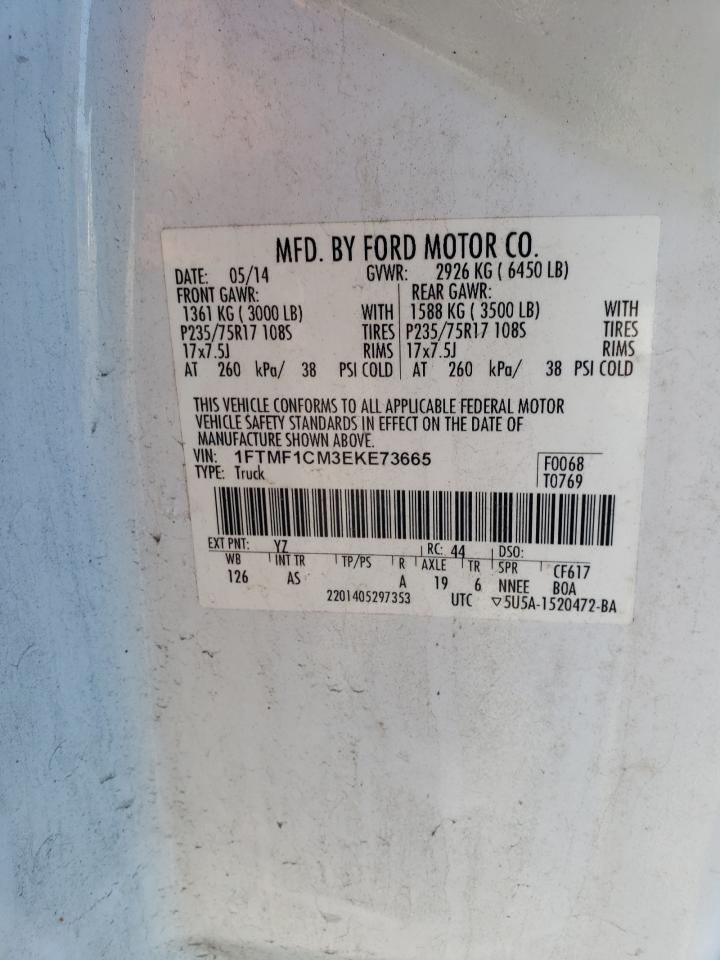 MFD. BY FORD MOTOR CO.
DATE: 05/14 GVWR: 2926 KG ( 6450 LB)
FRONT GAWR: REAR GAWR:
1361 KG ( 3000 LB) WITH 1588 KG ( 3500 LB) WITH
P235/75R17 108S TIRES P235/75R17 108S TIRES
17x7.5J RIMS 17x7.5J RIMS
AT 260 kPa/ 38 PSI COLD AT 260 kPa/ 38 PSI COLD
THIS VEHICLE CONFORMS TO ALL APPLICABLE FEDERAL MOTOR
VEHICLE SAFETY STANDARDS IN EFFECT ON THE DATE OF
MANUFACTURE SHOWN ABOVE.
VIN: 1FTMF1CM3EKE73665 F0068
TYPE: Truck T0769
EXT PNT: YZ RC: 44 DSO:
WB INT TR TP/PS R AXLE TR SPR CF617
126 AS A 19 6 NNEE BOA
2201405297353 UTC ▽5U5A-1520472-BA